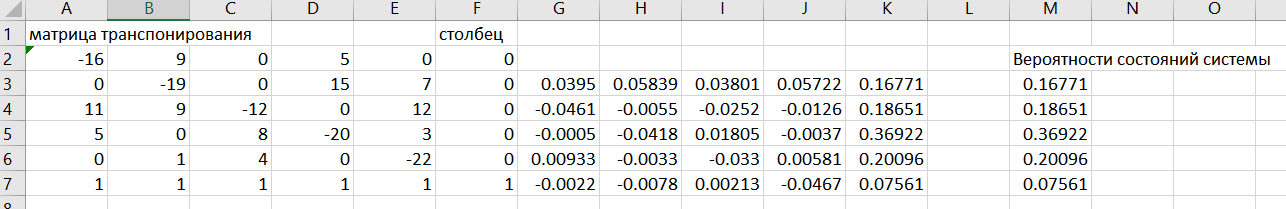 A B C D E F G H I J K L M N O
1 матрица транспонирования столбец
2 -16 9 0 5 0 0 Вероятности состояний системы
3 0 -19 0 15 7 0 0.0395 0.05839 0.03801 0.05722 0.16771 0.16771
4 11 9 -12 0 12 0 -0.0461 -0.0055 -0.0252 -0.0126 0.18651 0.18651
5 5 0 8 -20 3 0 -0.0005 -0.0418 0.01805 -0.0037 0.36922 0.36922
6 0 1 4 0 -22 0 0.00933 -0.0033 -0.033 0.00581 0.20096 0.20096
7 1 1 1 1 1 1 -0.0022 -0.0078 0.00213 -0.0467 0.07561 0.07561
8